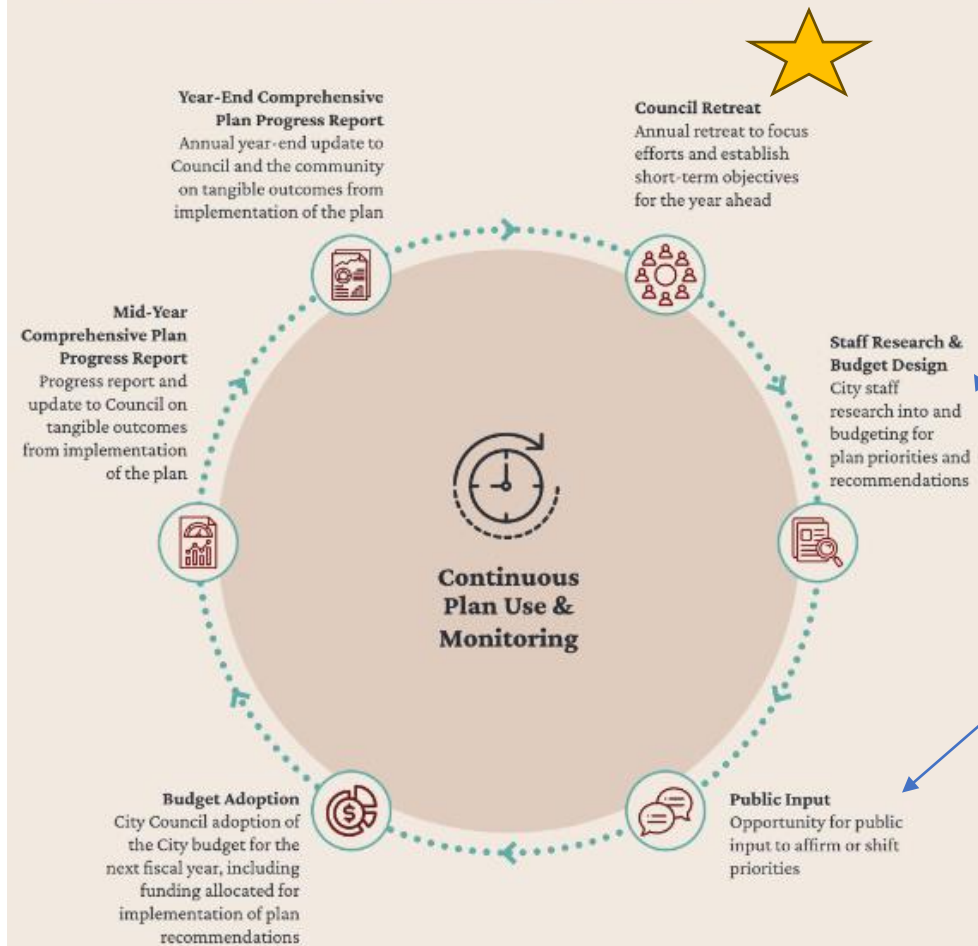 Year-End Comprehensive
Plan Progress Report
Annual year-end update to
Council and the community
on tangible outcomes from
implementation of the plan
Council Retreat
Annual retreat to focus
efforts and establish
short-term objectives
for the year ahead
Staff Research &
Budget Design
City staff
research into and
budgeting for
plan priorities and
recommendations
Public Input
Opportunity for public
input to affirm or shift
priorities
Budget Adoption
City Council adoption of
the City budget for the
next fiscal year, including
funding allocated for
implementation of plan
recommendations
Mid-Year
Comprehensive Plan
Progress Report
Progress report and
update to Council on
tangible outcomes
from implementation
of the plan
Continuous
Plan Use &
Monitoring
$